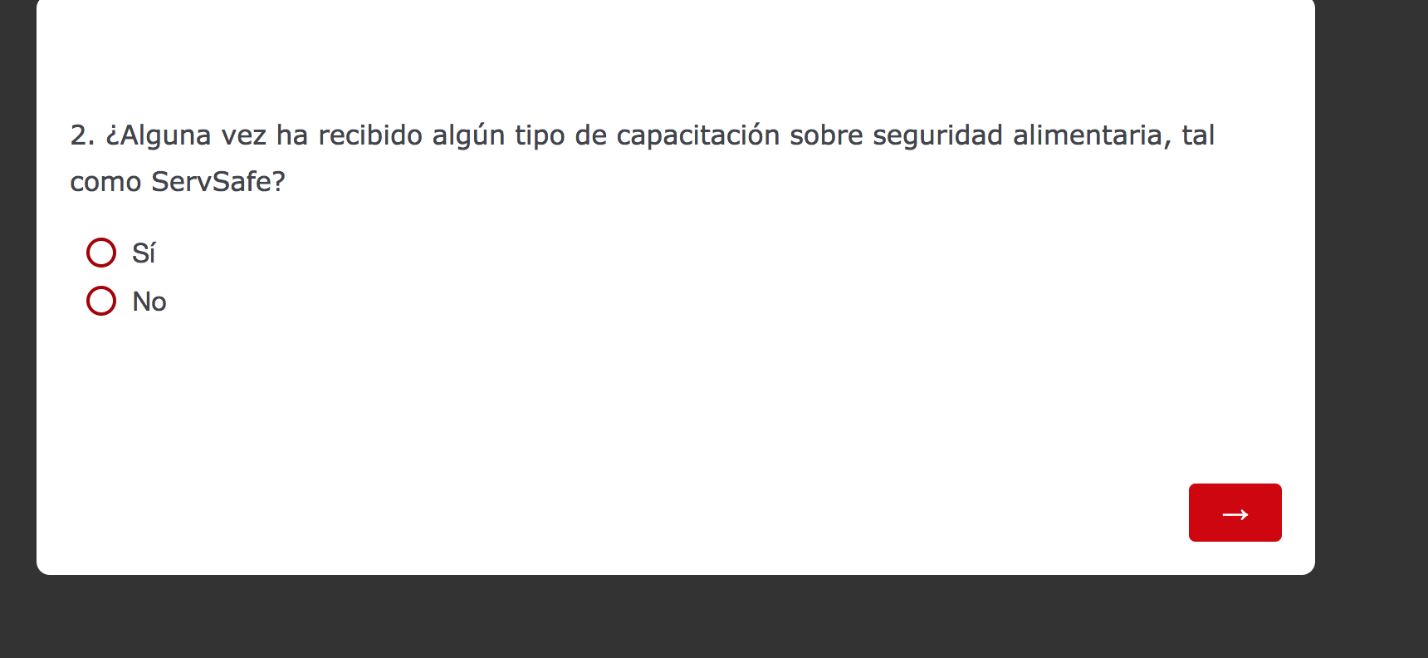 2. ¿Alguna vez ha recibido algún tipo de capacitación sobre seguridad alimentaria, tal
como ServSafe?
Sí
No
→